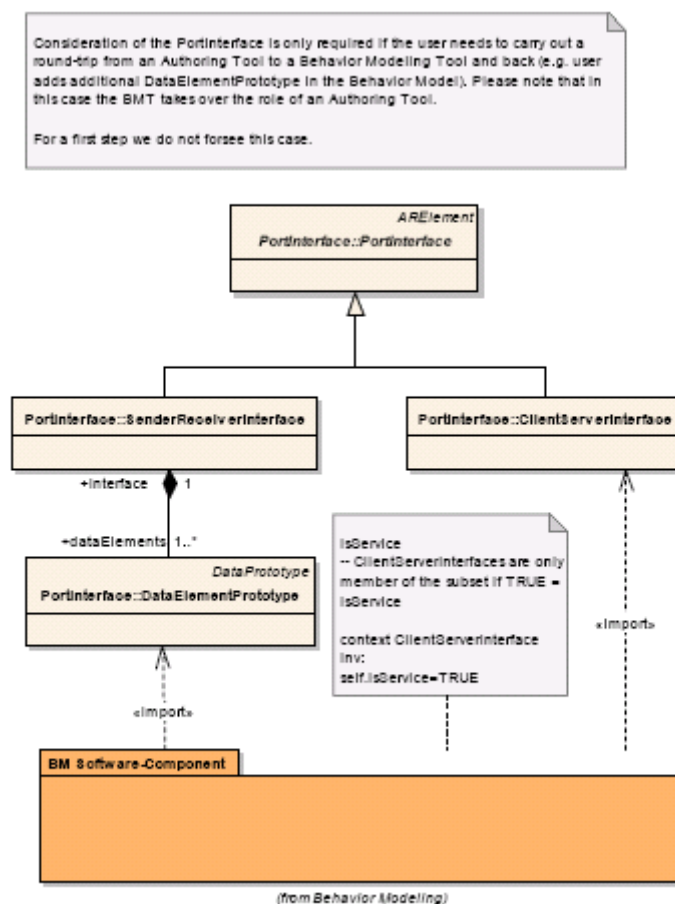 Consideration of the PortInterface is only required if the user needs to carry out a
round-trip from an Authoring Tool to a Behavior Modeling Tool and back (e.g. user
adds additional DataElementPrototype in the Behavior Model). Please note that in
this case the BMT takes over the role of an Authoring Tool.
For a first step we do not forsee this case.
ARElement
PortInterface::PortInterface
PortInterface::SenderReceiverInterface
PortInterface::ClientServerInterface
+interface 1
+dataElements 1..*
DataPrototype
PortInterface::DataElementPrototype
isService
-- ClientServerInterfaces are only
member of the subset if TRUE =
isService
context ClientServerInterface
inv:
self.isService=TRUE
«import»
«import»
BM Software-Component
(from Behavior Modeling)